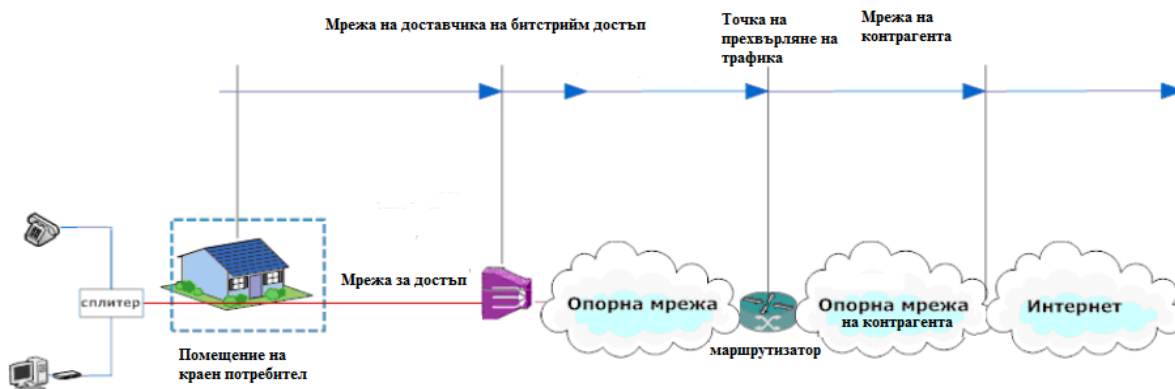 Мрежа на доставчика на битстрийм достъп
Точка на
прехвърляне на
трафика
Мрежа на
контрагента
сплитер
Мрежа за достъп
Опорна мрежа
Опорна мрежа
на контрагента
Интернет
маршрутизатор
Помещение на
краен потребител